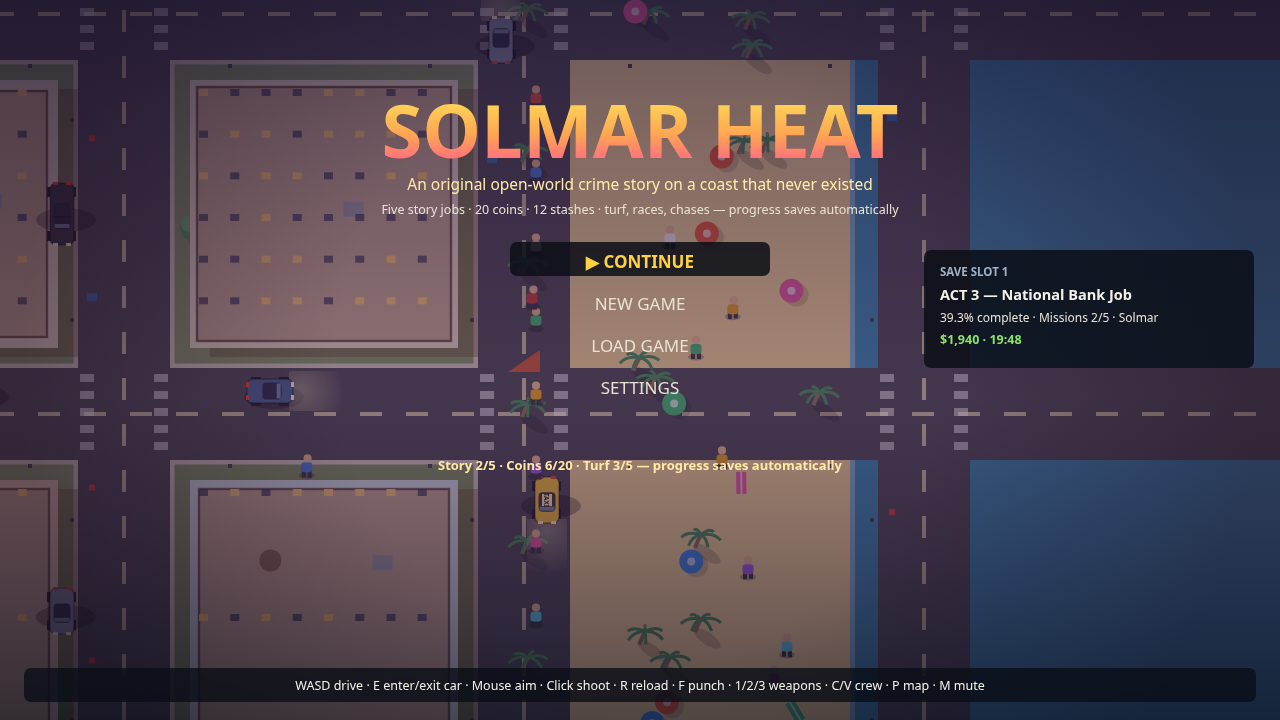 SOLMAR HEAT
An original open-world crime story on a coast that never existed
Five story jobs · 20 coins · 12 stashes · turf, races, chases — progress saves automatically
▶ CONTINUE
NEW GAME
LOAD GAME
SETTINGS
SAVE SLOT 1
ACT 3 — National Bank Job
39.3% complete · Missions 2/5 · Solmar
$1,940 · 19:48
Story 2/5 · Coins 6/20 · Turf 3/5 — progress saves automatically
TAXI
WASD drive · E enter/exit car · Mouse aim · Click shoot · R reload · F punch · 1/2/3 weapons · C/V crew · P map · M mute